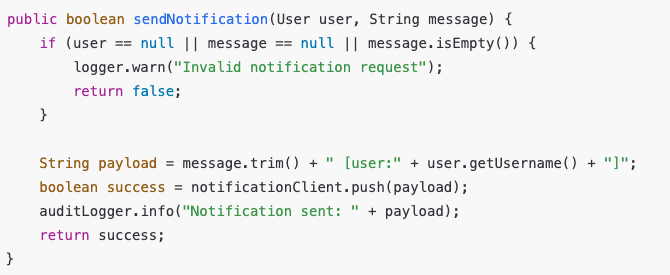 public boolean sendNotification(User user, String message) {
    if (user == null || message == null || message.isEmpty()) {
        logger.warn("Invalid notification request");
        return false;
    }

    String payload = message.trim() + " [user:" + user.getUsername() + "]";
    boolean success = notificationClient.push(payload);
    auditLogger.info("Notification sent: " + payload);
    return success;
}